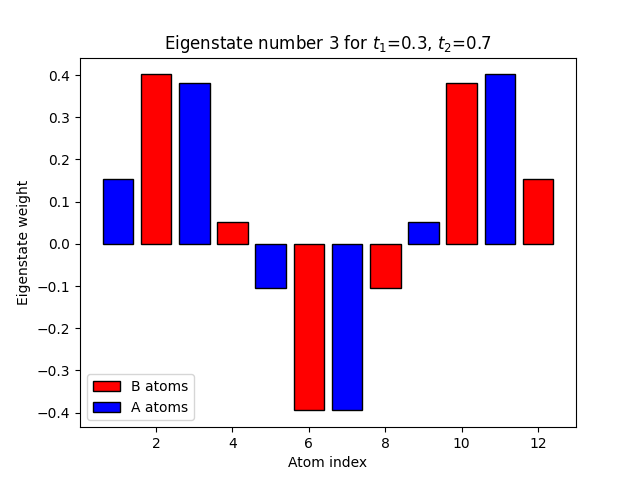 Eigenstate number 3 for t₁=0.3, t₂=0.7
Eigenstate weight
0.4
0.3
0.2
0.1
0.0
−0.1
−0.2
−0.3
−0.4
B atoms
A atoms
2 4 6 8 10 12
Atom index